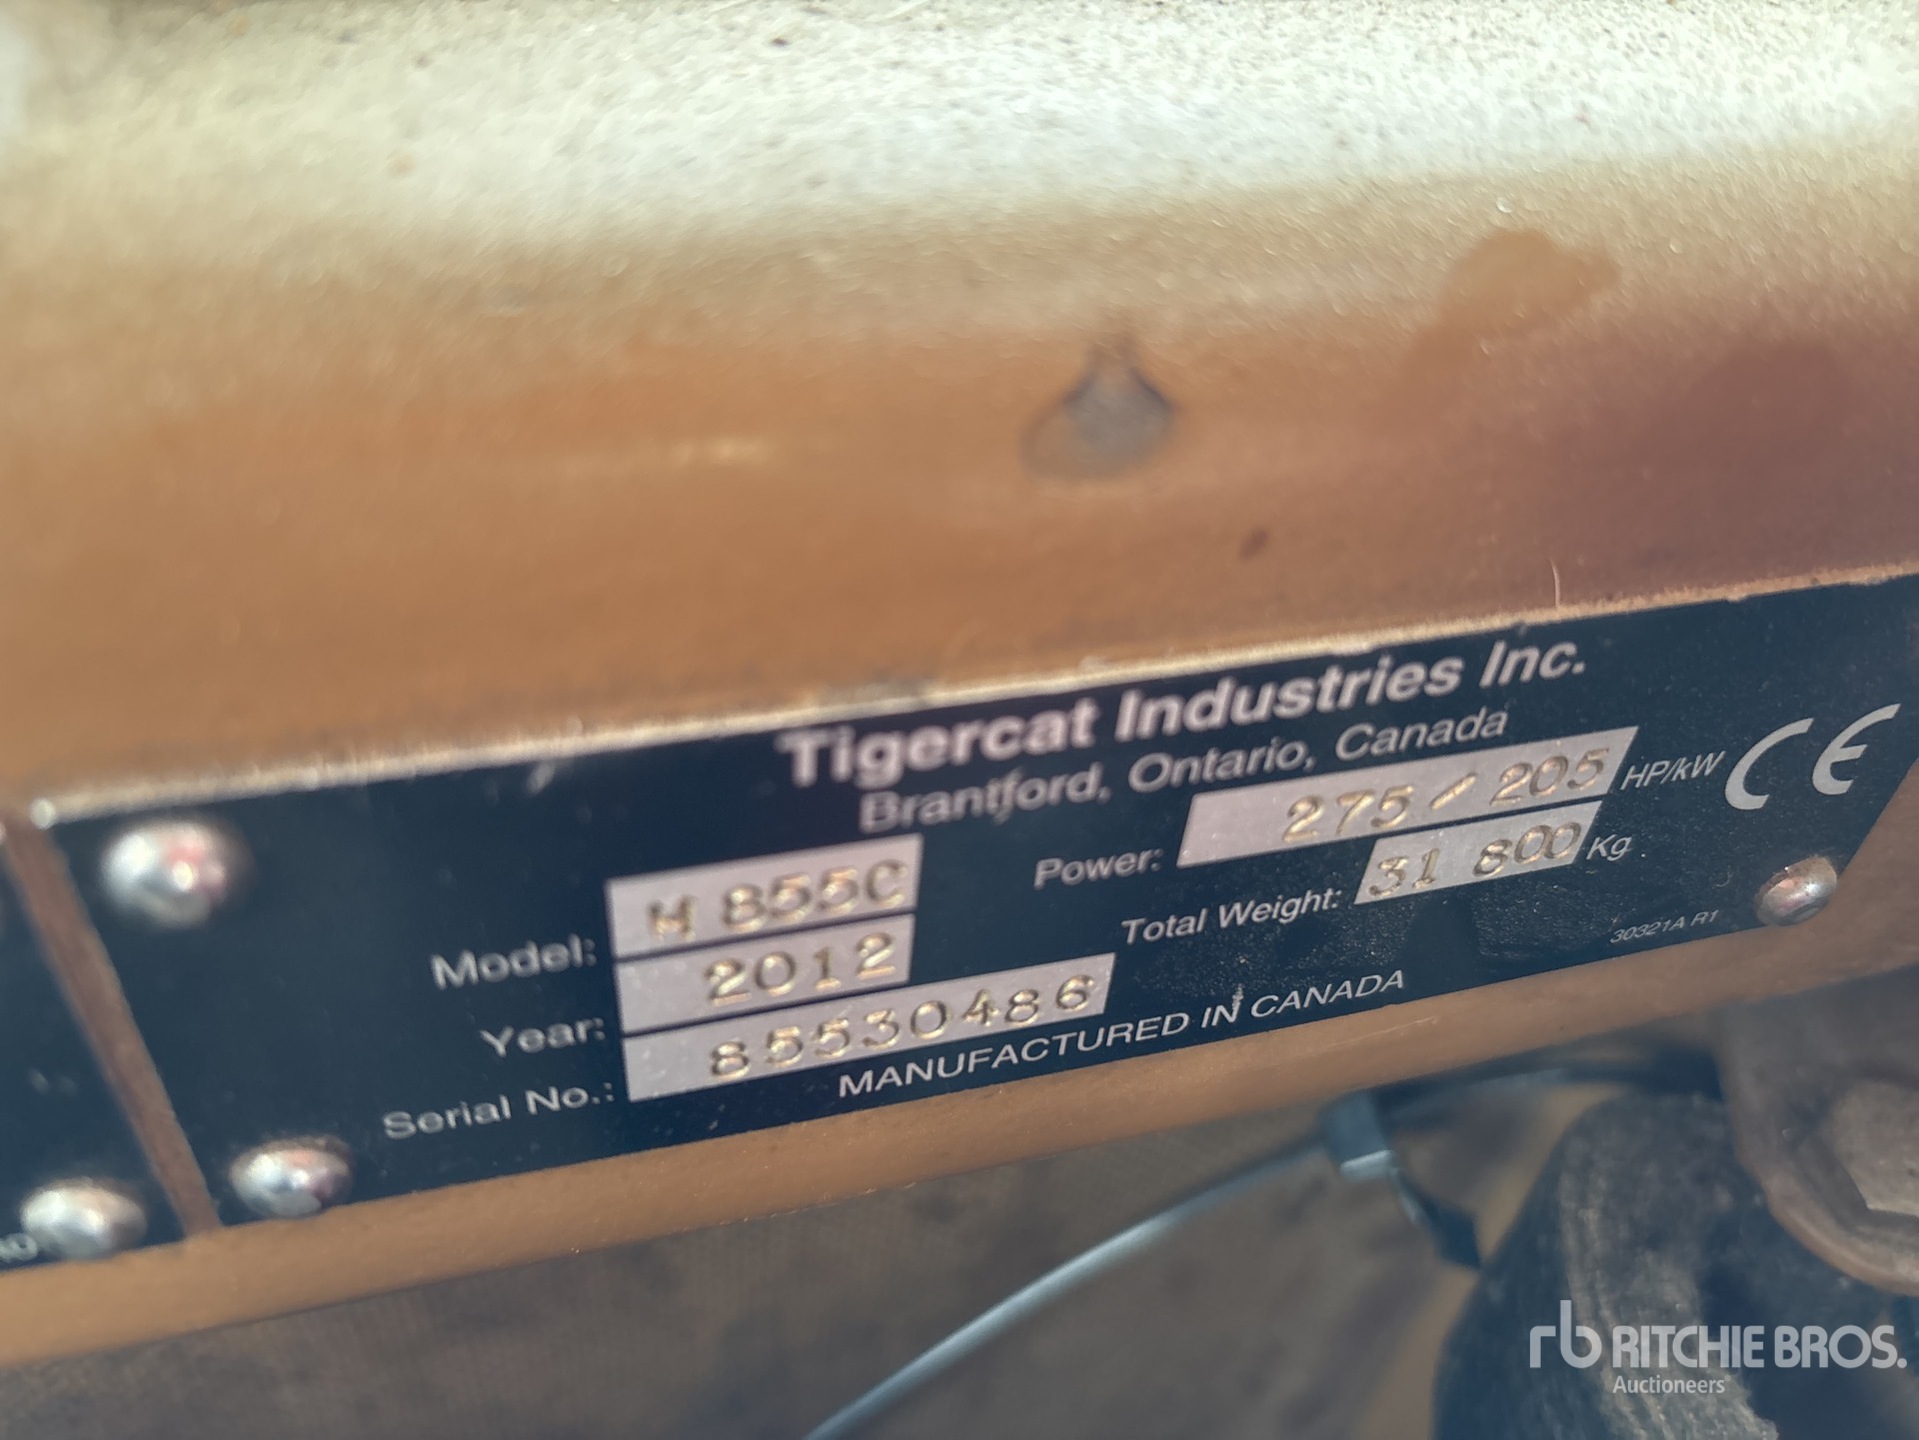 Tigercat Industries Inc.
Brantford, Ontario, Canada
Model: H 855C
Power: 275/205 HP/kW
CE
Year: 2012
Total Weight: 31 800 Kg
Serial No.: 85530486
30321A R1
MANUFACTURED IN CANADA
rb RITCHIE BROS.
Auctioneers